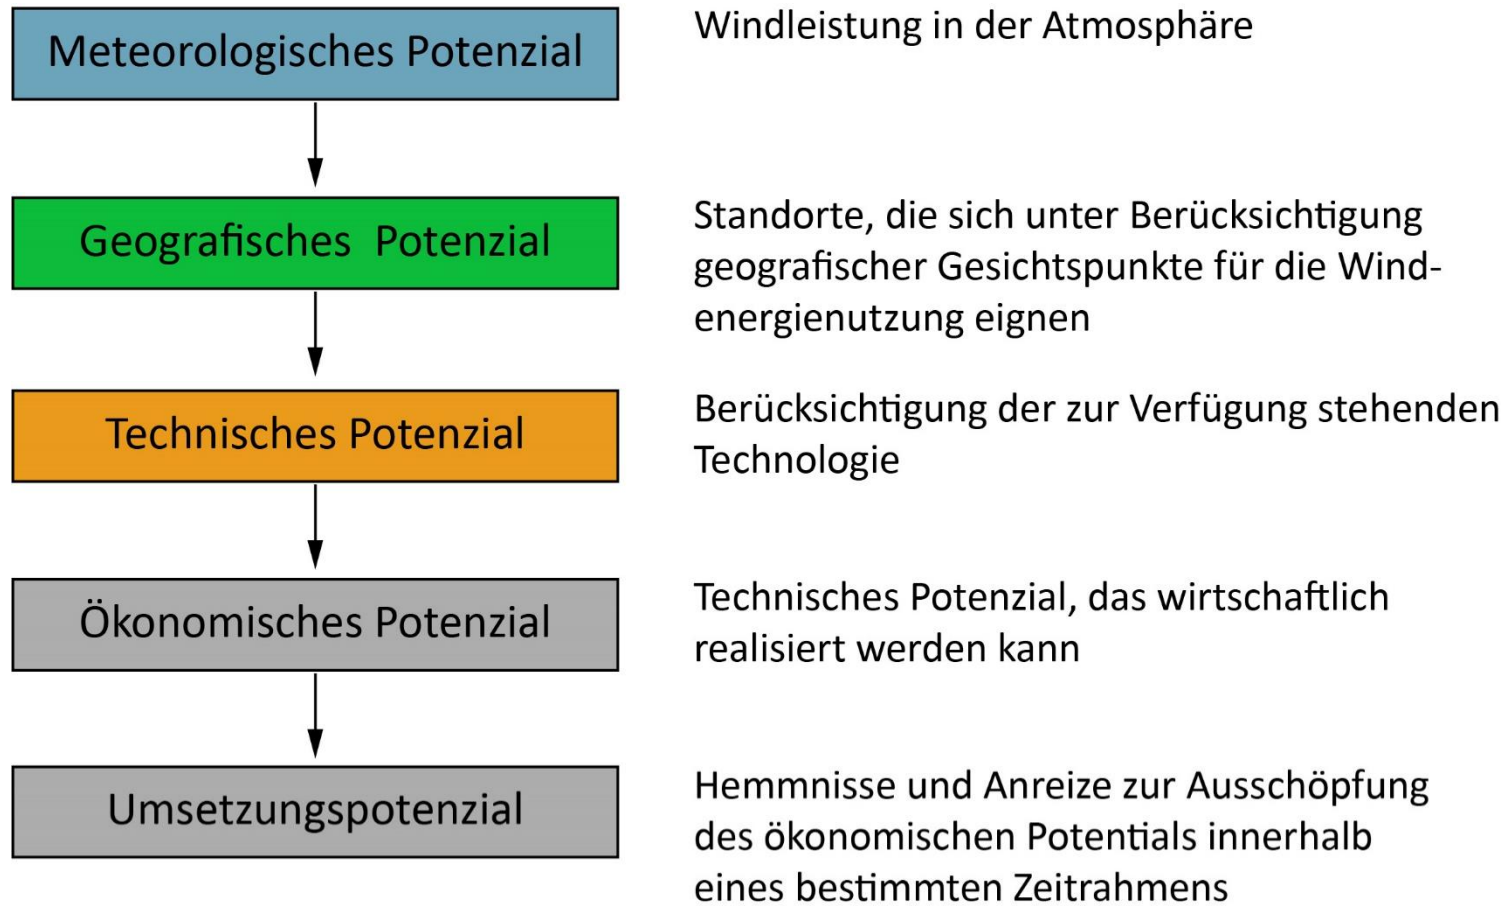 Meteorologisches Potenzial
Windleistung in der Atmosphäre
Geografisches  Potenzial
Standorte, die sich unter Berücksichtigung
geografischer Gesichtspunkte für die Wind-
energienutzung eignen
Technisches Potenzial
Berücksichtigung der zur Verfügung stehenden
Technologie
Ökonomisches Potenzial
Technisches Potenzial, das wirtschaftlich
realisiert werden kann
Umsetzungspotenzial
Hemmnisse und Anreize zur Ausschöpfung
des ökonomischen Potentials innerhalb
eines bestimmten Zeitrahmens